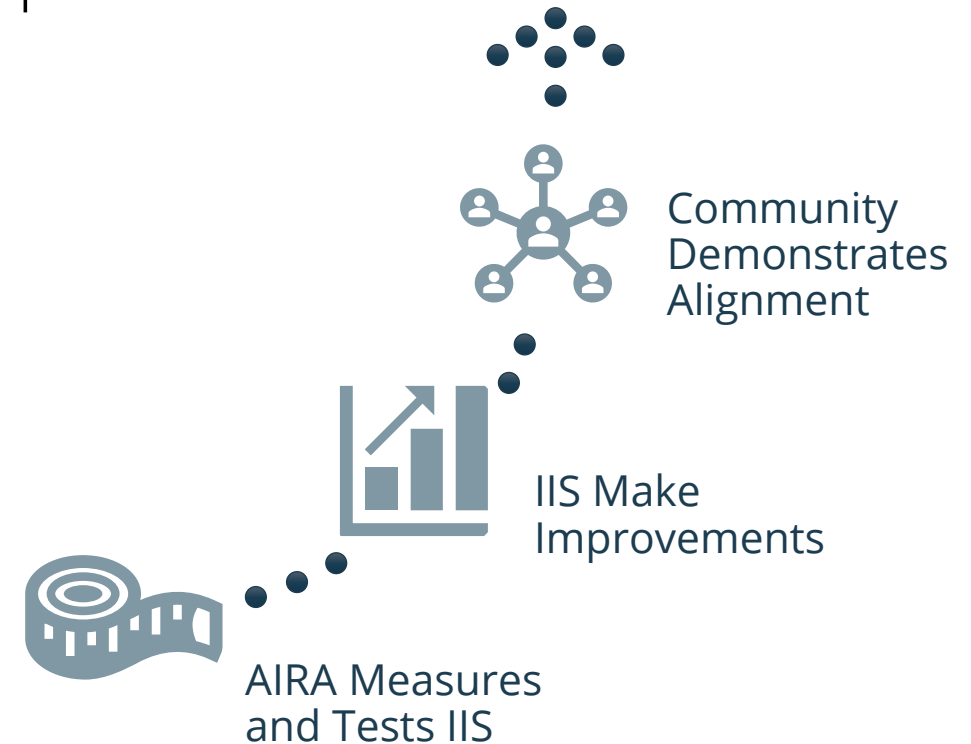 Community
Demonstrates
Alignment
IIS Make
Improvements
AIRA Measures
and Tests IIS